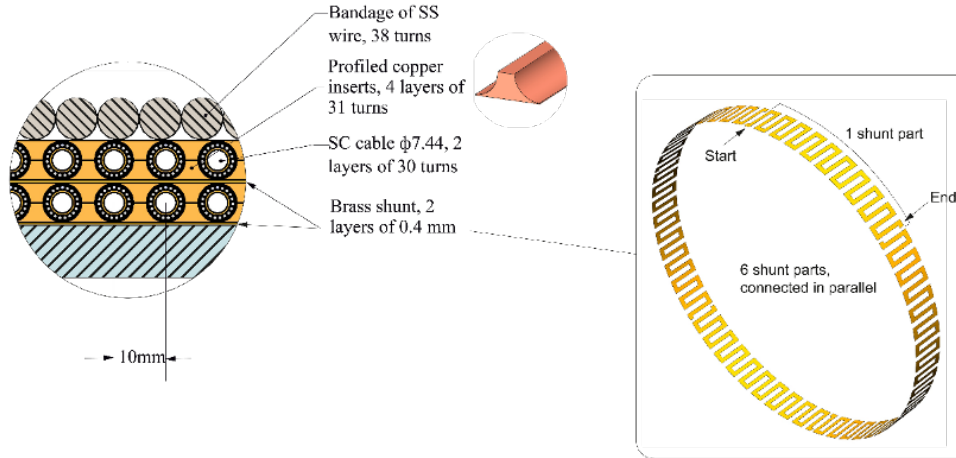 Bandage of SS
wire, 38 turns
Profiled copper
inserts, 4 layers of
31 turns
SC cable ϕ7.44, 2
layers of 30 turns
Brass shunt, 2
layers of 0.4 mm
10mm
1 shunt part
Start
End
6 shunt parts,
connected in parallel